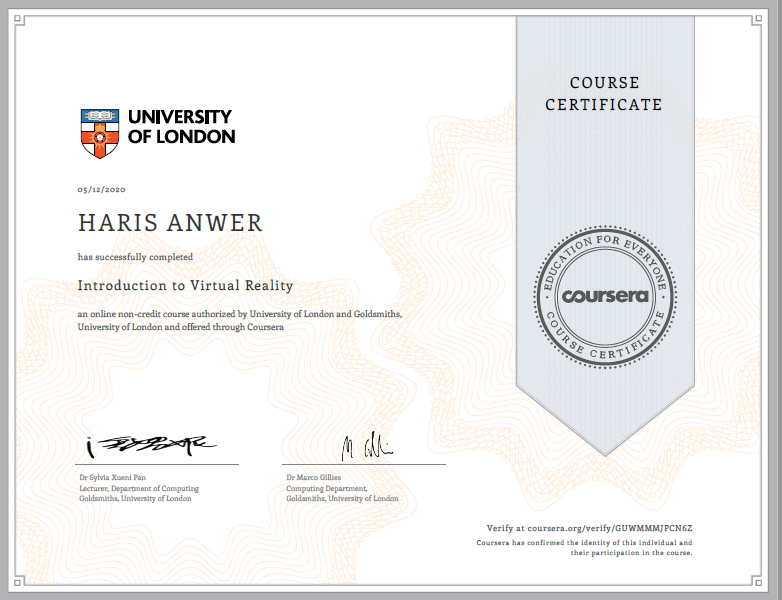 COURSE
CERTIFICATE
UNIVERSITY
OF LONDON
05/12/2020
HARIS ANWER
has successfully completed
Introduction to Virtual Reality
an online non-credit course authorized by University of London and Goldsmiths,
University of London and offered through Coursera
EDUCATION FOR EVERYONE
coursera
COURSE CERTIFICATE
Dr Sylvia Xueni Pan
Lecturer, Department of Computing
Goldsmiths, University of London
M Gillies
Dr Marco Gillies
Computing Department,
Goldsmiths, University of London
Verify at coursera.org/verify/GUWMMMJPCN6Z
Coursera has confirmed the identity of this individual and
their participation in the course.